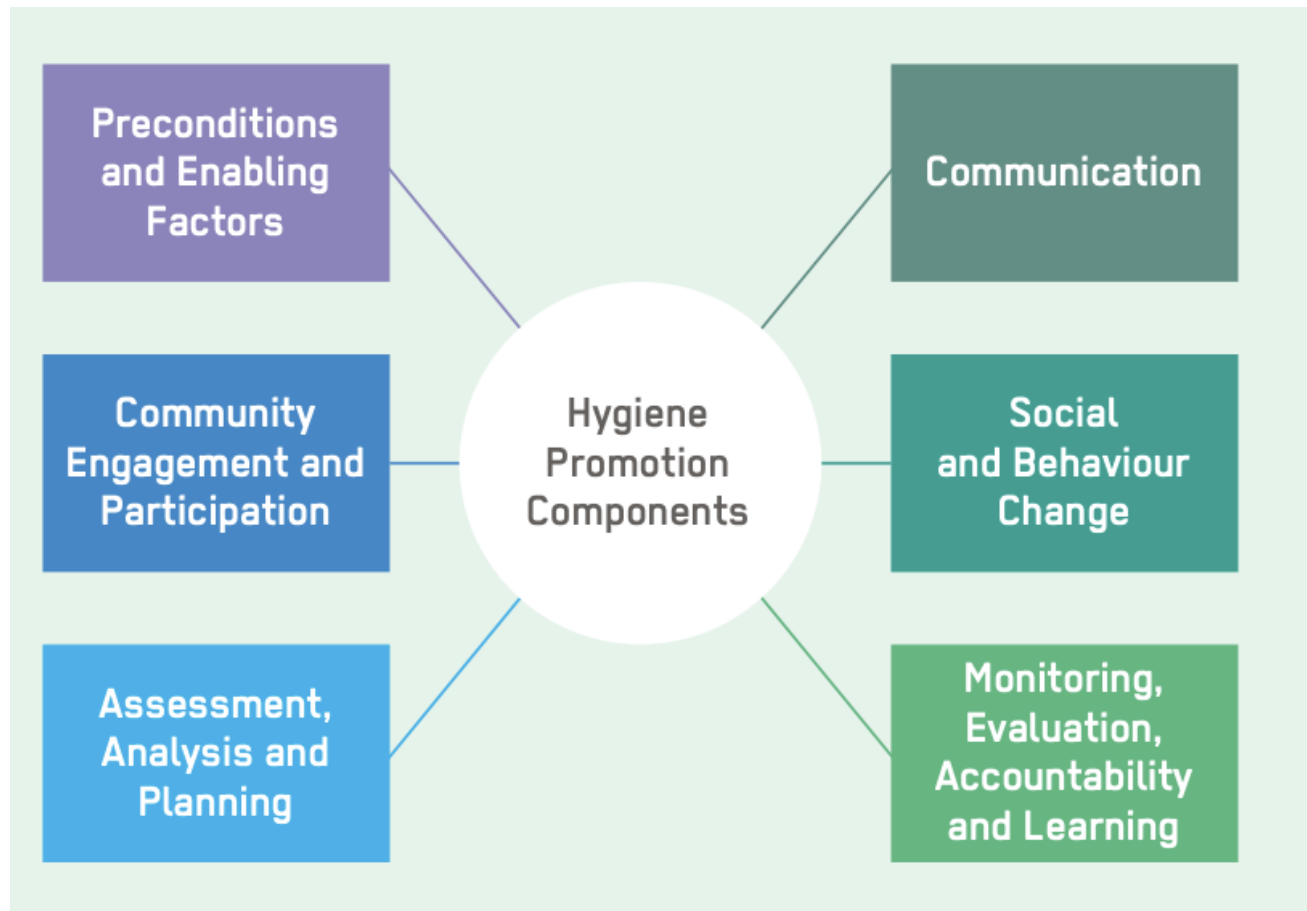 Preconditions
and Enabling
Factors
Community
Engagement and
Participation
Assessment,
Analysis and
Planning
Hygiene
Promotion
Components
Communication
Social
and Behaviour
Change
Monitoring,
Evaluation,
Accountability
and Learning